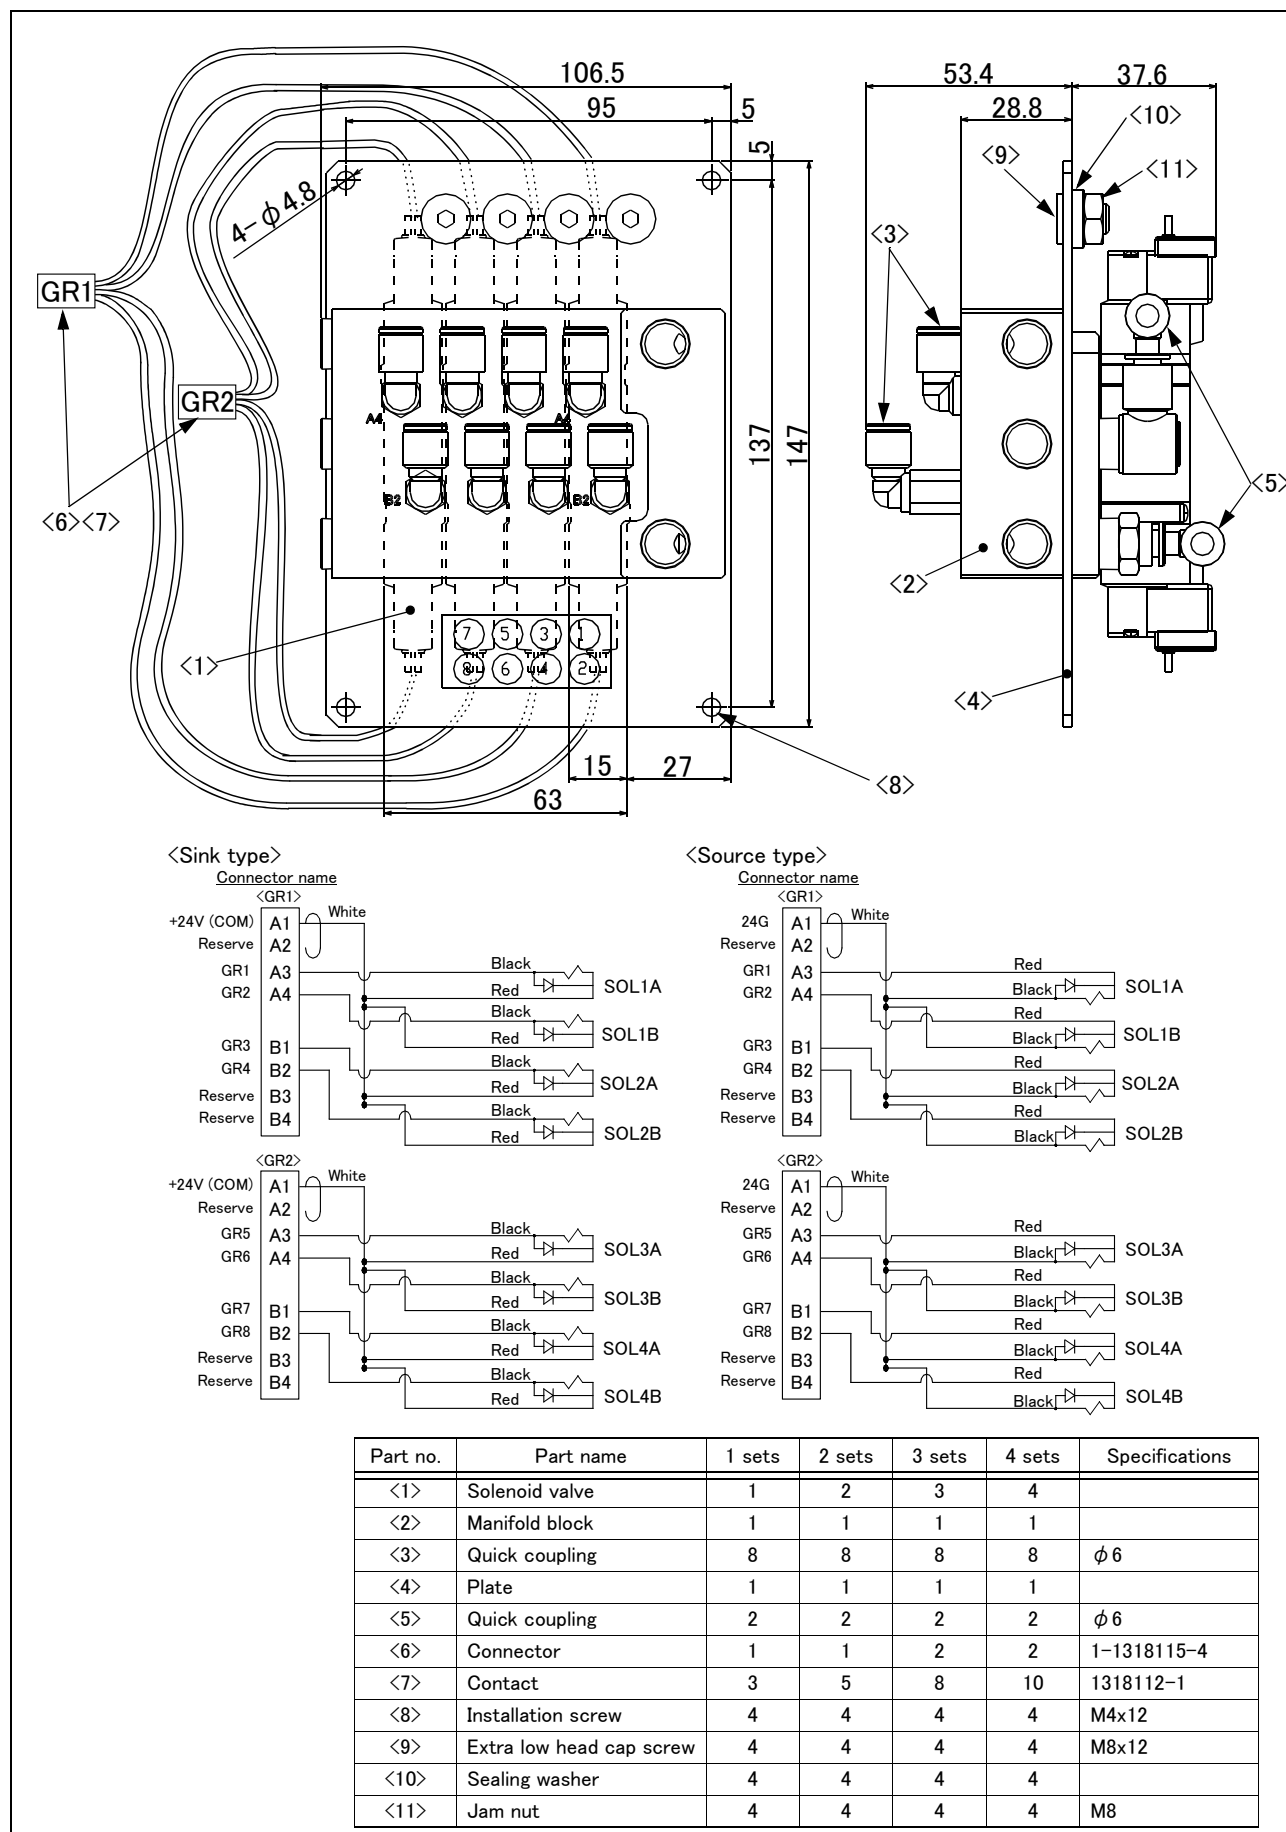 106.5
95
5
5
4-φ4.8
GR1
GR2
A4
A4
B2
B2
137
147
<6><7>
<1>
7 5 3 1
8 6 4 2
15
27
63
<8>
53.4
37.6
28.8
<10>
<9>
<11>
<3>
<5>
<2>
<4>
<Sink type>
Connector name
<GR1>
+24V (COM) A1 White
Reserve A2
GR1 A3 Black
GR2 A4 Red SOL1A
Black
Red SOL1B
GR3 B1 Black
GR4 B2 Red SOL2A
Reserve B3 Black
Reserve B4 Red SOL2B
<GR2>
+24V (COM) A1 White
Reserve A2
GR5 A3 Black
GR6 A4 Red SOL3A
Black
Red SOL3B
GR7 B1 Black
GR8 B2 Red SOL4A
Reserve B3 Black
Reserve B4 Red SOL4B
<Source type>
Connector name
<GR1>
24G A1 White
Reserve A2
GR1 A3 Red
GR2 A4 Black SOL1A
Red
Black SOL1B
GR3 B1 Red
GR4 B2 Black SOL2A
Reserve B3 Red
Reserve B4 Black SOL2B
<GR2>
24G A1 White
Reserve A2
GR5 A3 Red
GR6 A4 Black SOL3A
Red
Black SOL3B
GR7 B1 Red
GR8 B2 Black SOL4A
Reserve B3 Red
Reserve B4 Black SOL4B
Part no. Part name 1 sets 2 sets 3 sets 4 sets Specifications
<1> Solenoid valve 1 2 3 4
<2> Manifold block 1 1 1 1
<3> Quick coupling 8 8 8 8 φ6
<4> Plate 1 1 1 1
<5> Quick coupling 2 2 2 2 φ6
<6> Connector 1 1 2 2 1-1318115-4
<7> Contact 3 5 8 10 1318112-1
<8> Installation screw 4 4 4 4 M4x12
<9> Extra low head cap screw 4 4 4 4 M8x12
<10> Sealing washer 4 4 4 4
<11> Jam nut 4 4 4 4 M8